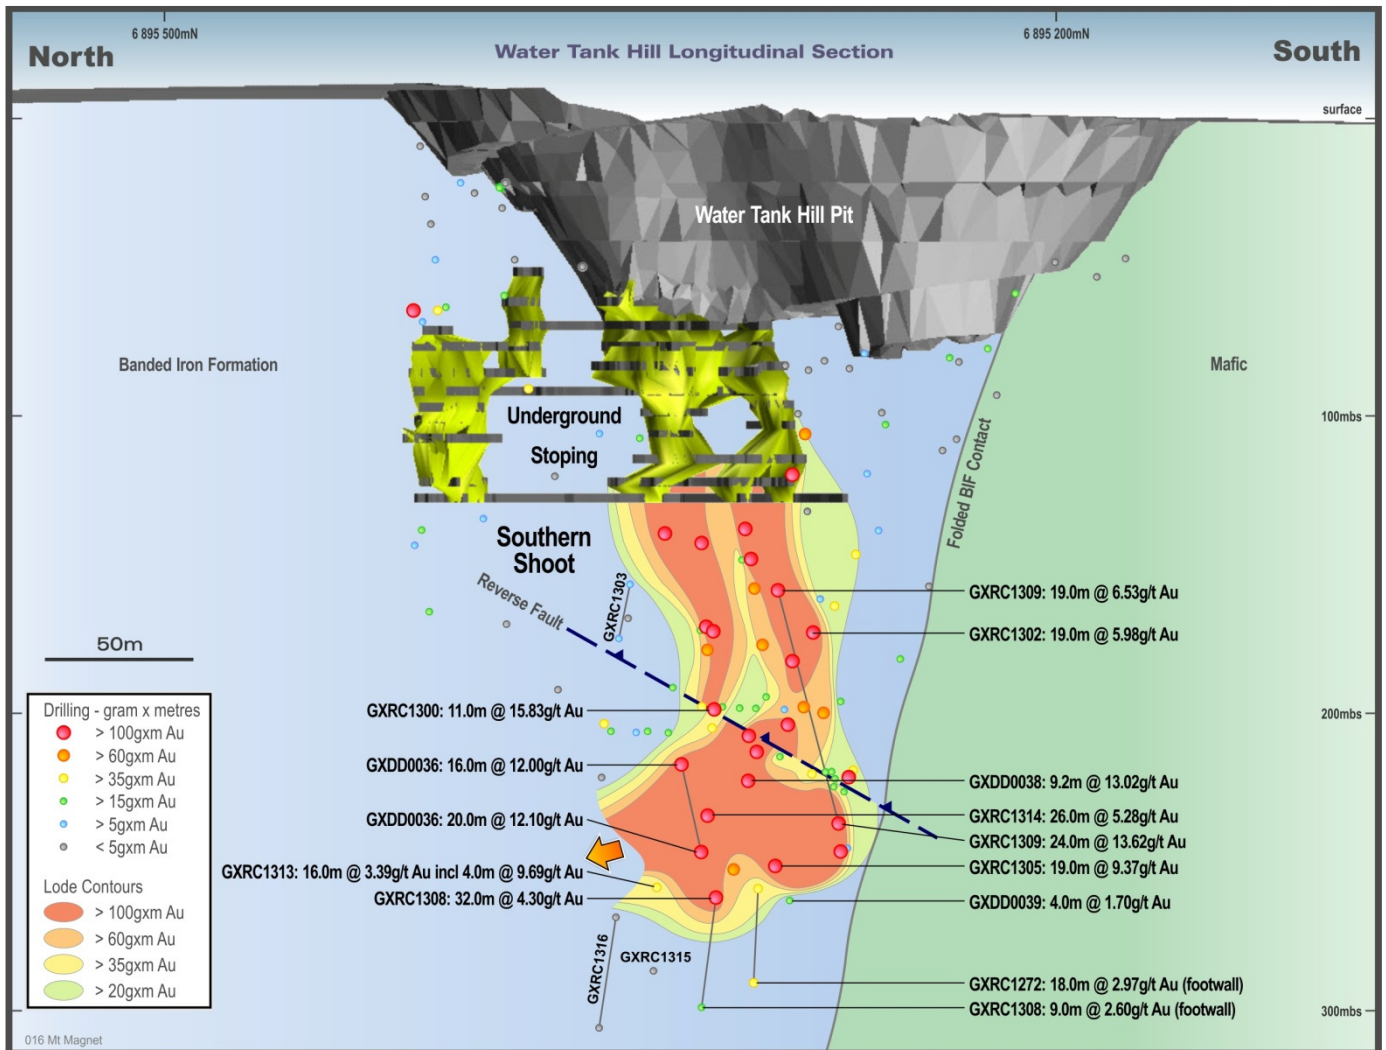 6 895 500mN
6 895 200mN
North
Water Tank Hill Longitudinal Section
South
surface
Water Tank Hill Pit
Banded Iron Formation
Mafic
Underground
Stoping
100mbs
Folded BIF Contact
Southern
Shoot
Reverse Fault
GXRC1303
GXRC1309: 19.0m @ 6.53g/t Au
GXRC1302: 19.0m @ 5.98g/t Au
50m
Drilling - gram x metres
> 100gxm Au
> 60gxm Au
> 35gxm Au
> 15gxm Au
> 5gxm Au
< 5gxm Au
Lode Contours
> 100gxm Au
> 60gxm Au
> 35gxm Au
> 20gxm Au
GXRC1300: 11.0m @ 15.83g/t Au
200mbs
GXDD0036: 16.0m @ 12.00g/t Au
GXDD0038: 9.2m @ 13.02g/t Au
GXDD0036: 20.0m @ 12.10g/t Au
GXRC1314: 26.0m @ 5.28g/t Au
GXRC1309: 24.0m @ 13.62g/t Au
GXRC1313: 16.0m @ 3.39g/t Au incl 4.0m @ 9.69g/t Au
GXRC1305: 19.0m @ 9.37g/t Au
GXRC1308: 32.0m @ 4.30g/t Au
GXDD0039: 4.0m @ 1.70g/t Au
GXRC1316
GXRC1315
GXRC1272: 18.0m @ 2.97g/t Au (footwall)
GXRC1308: 9.0m @ 2.60g/t Au (footwall)
300mbs
016 Mt Magnet